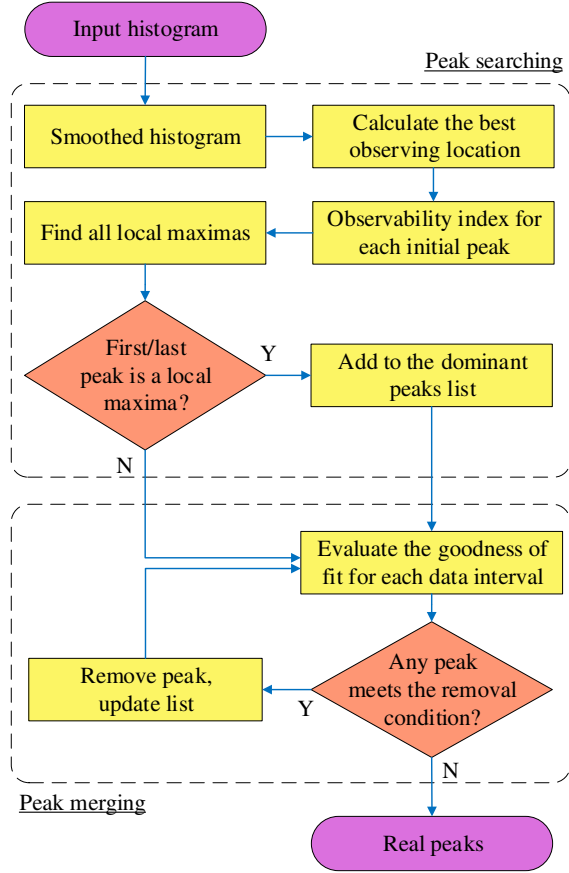 Input histogram
Peak searching
Smoothed histogram
Calculate the best
observing location
Find all local maximas
Observability index for
each initial peak
First/last
peak is a local
maxima?
Y
Add to the dominant
peaks list
N
Evaluate the goodness of
fit for each data interval
Remove peak,
update list
Y
Any peak
meets the removal
condition?
N
Peak merging
Real peaks